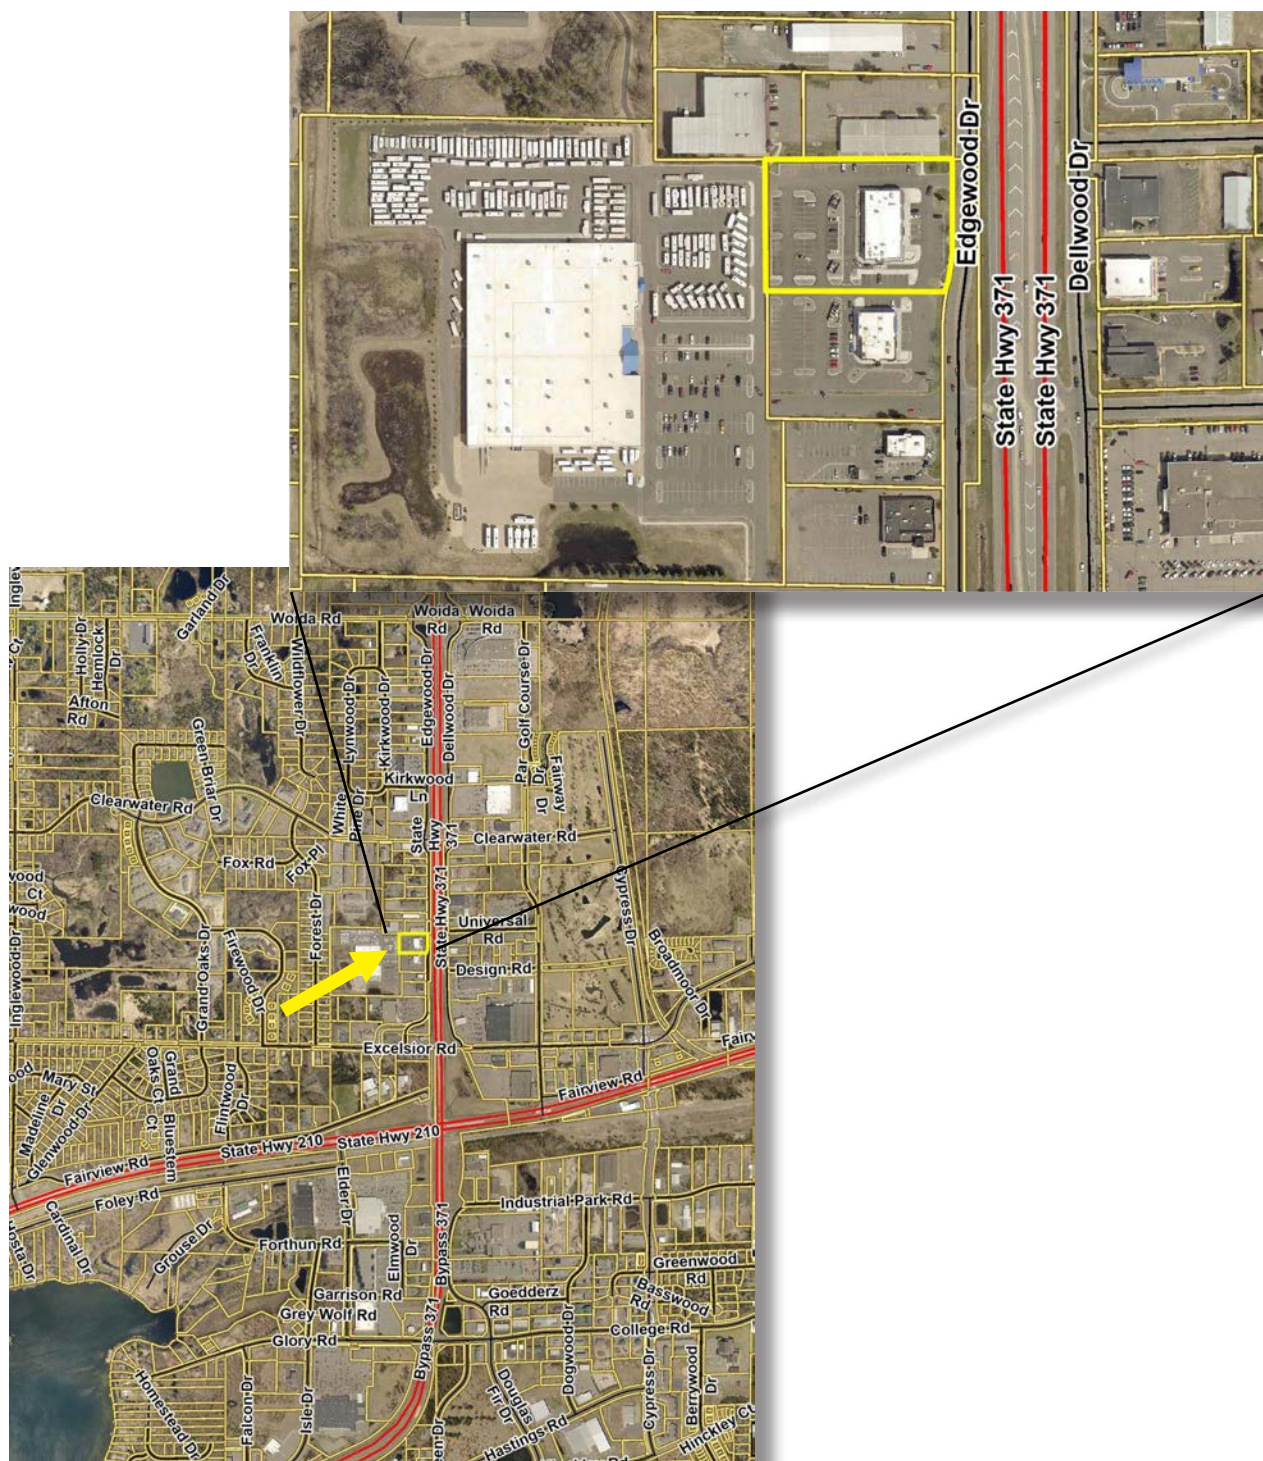 Edgewood Dr
State Hwy 371
State Hwy 371
Dellwood Dr
Garland Dr
Holly Dr
Hemlock
Dr
Ct
Afton
Rd
Woida Rd
Franklin
Dr
Wildflower Dr
Woida
Rd
Woida
Rd
Lynwood Dr
Kirkwood Dr
Edgewood Dr
Dellwood Dr
Par
Golf Course Dr
Dr
Fairway
Dr
Green Briar Dr
Clearwater Rd
Kirkwood
Ln
White
Pine Dr
State
Hwy
371
Clearwater Rd
Fox Rd
Fox Pl
wood
Ct
wood
Forest Dr
State Hwy 371
Universal
Rd
Cypress Dr
Broadmoor Dr
Design Rd
Inglewood Dr
Grand Oaks Dr
Firewood Dr
Excelsior Rd
Fairview Rd
Mary St
Madeline
Dr
Glenwood Dr
Grand
Oaks Ct
Ct
Bluestem
Flintwood
Dr
State Hwy 210
State Hwy 210
Fairview Rd
Foley Rd
Cardinal Dr
Grouse Dr
Elder Dr
Forthun Rd
Elmwood
Dr
Bypass 371
Industrial Park Rd
Greenwood
Rd
Basswood
Rd
Garrison Rd
Grey Wolf Rd
Glory Rd
Goedderz
Rd
College Rd
Bypass 371
Homestead Dr
Falcon Dr
Isle Dr
Douglas
Fir Dr
Dogwood Dr
Hastings Rd
Cypress Dr
Berrywood
Dr
Hinckley Ct